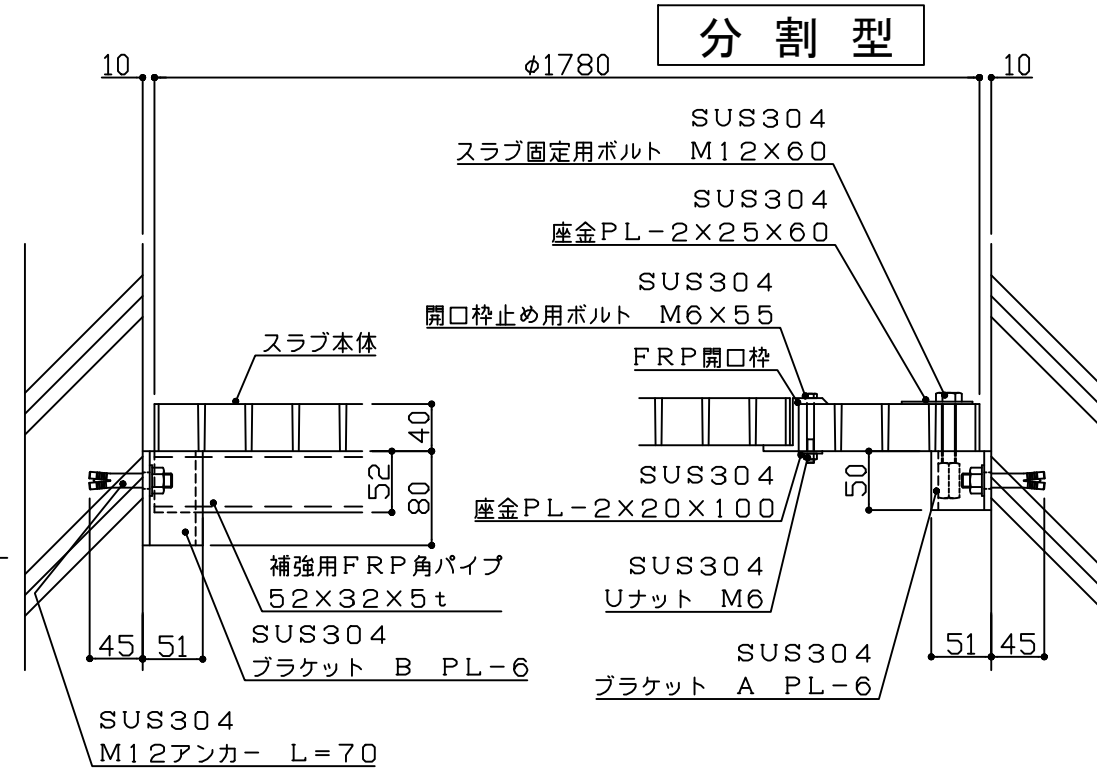 分割型
10
φ1780
10
SUS304
スラブ固定用ボルト M12×60
SUS304
座金PL-2×25×60
SUS304
開口枠止め用ボルト M6×55
スラブ本体
FRP開口枠
40
52
80
50
SUS304
座金PL-2×20×100
補強用FRP角パイプ
52×32×5t
SUS304
Uナット M6
45
51
SUS304
ブラケット B PL-6
SUS304
ブラケット A PL-6
51
45
SUS304
M12アンカー L=70